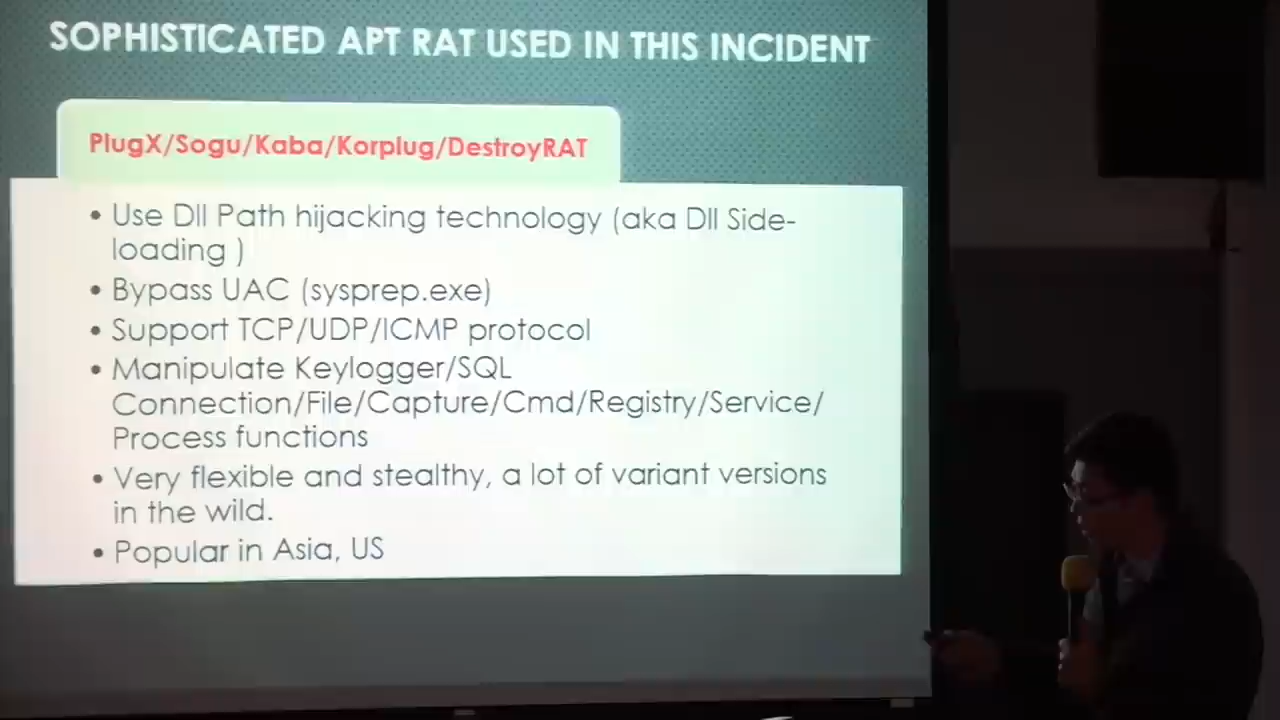 SOPHISTICATED APT RAT USED IN THIS INCIDENT
PlugX/Sogu/Kaba/Korplug/DestroyRAT
• Use Dll Path hijacking technology (aka Dll Side-
loading )
• Bypass UAC (sysprep.exe)
• Support TCP/UDP/ICMP protocol
• Manipulate Keylogger/SQL
Connection/File/Capture/Cmd/Registry/Service/
Process functions
• Very flexible and stealthy, a lot of variant versions
in the wild.
• Popular in Asia, US